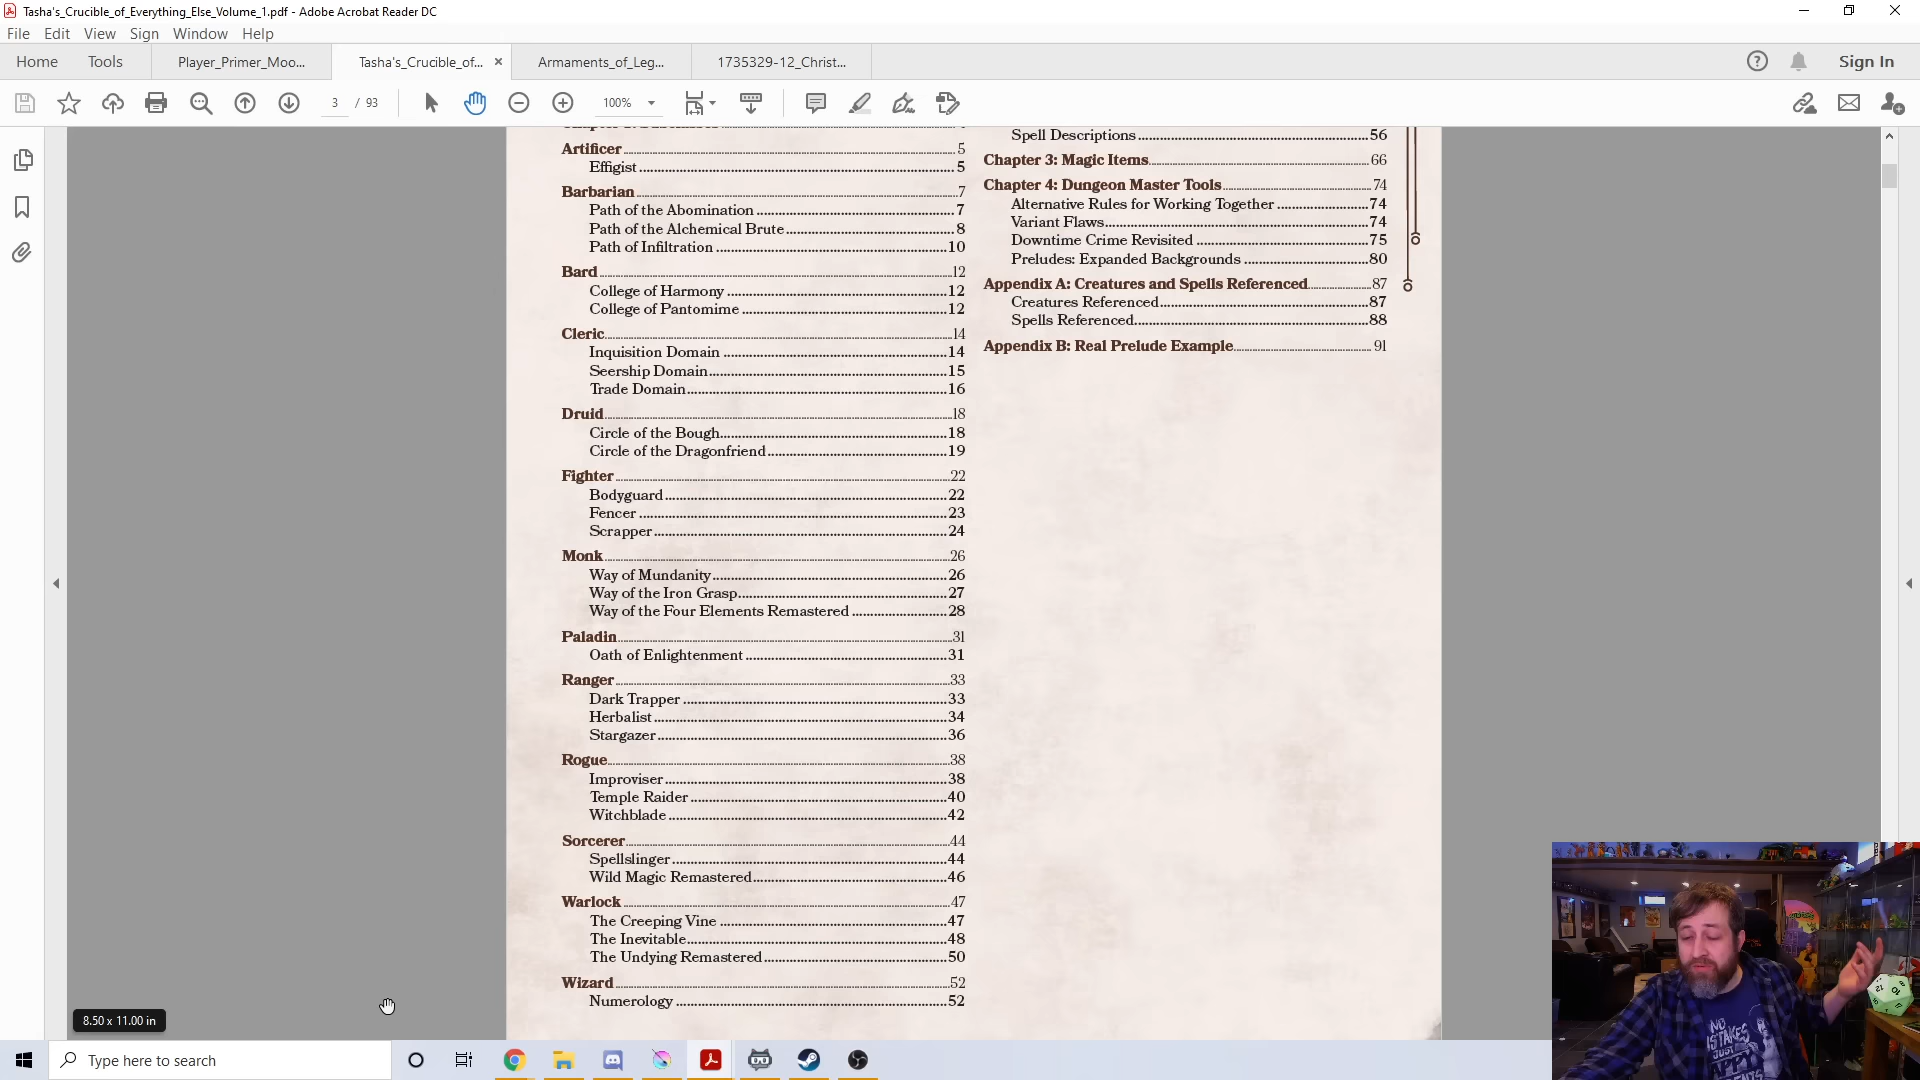 Tasha's_Crucible_of_Everything_Else_Volume_1.pdf - Adobe Acrobat Reader DC
File Edit View Sign Window Help
Home Tools Player_Primer_Moo... Tasha's_Crucible_of... × Armaments_of_Leg... 1735329-12_Christ... Sign In
3 / 93 100%
Artificer 5
Effigist 5
Barbarian 7
Path of the Abomination 7
Path of the Alchemical Brute 8
Path of Infiltration 10
Bard 12
College of Harmony 12
College of Pantomime 12
Cleric 14
Inquisition Domain 14
Seership Domain 15
Trade Domain 16
Druid 18
Circle of the Bough 18
Circle of the Dragonfriend 19
Fighter 22
Bodyguard 22
Fencer 23
Scrapper 24
Monk 26
Way of Mundanity 26
Way of the Iron Grasp 27
Way of the Four Elements Remastered 28
Paladin 31
Oath of Enlightenment 31
Ranger 33
Dark Trapper 33
Herbalist 34
Stargazer 36
Rogue 38
Improviser 38
Temple Raider 40
Witchblade 42
Sorcerer 44
Spellslinger 44
Wild Magic Remastered 46
Warlock 47
The Creeping Vine 47
The Inevitable 48
The Undying Remastered 50
Wizard 52
Numerology 52
Spell Descriptions 56
Chapter 3: Magic Items 66
Chapter 4: Dungeon Master Tools 74
Alternative Rules for Working Together 74
Variant Flaws 74
Downtime Crime Revisited 75
Preludes: Expanded Backgrounds 80
Appendix A: Creatures and Spells Referenced 87
Creatures Referenced 87
Spells Referenced 88
Appendix B: Real Prelude Example 91
8.50 x 11.00 in
Type here to search
NO
MISTAKES
JUST
12
10